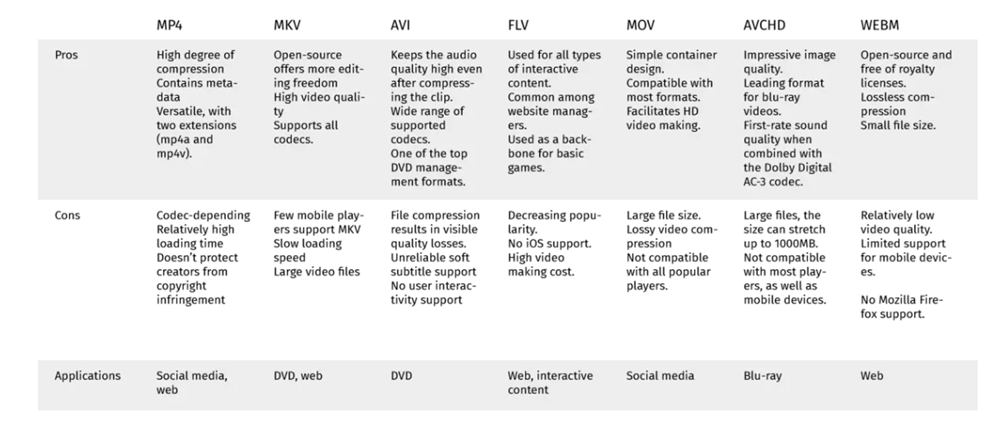 MP4 MKV AVI FLV MOV AVCHD WEBM
Pros
High degree of
compression
Contains meta-
data
Versatile, with
two extensions
(mp4a and
mp4v).
Open-source
offers more edit-
ing freedom
High video quali-
ty
Supports all
codecs.
Keeps the audio
quality high even
after compress-
ing the clip.
Wide range of
supported
codecs.
One of the top
DVD manage-
ment formats.
Used for all types
of interactive
content.
Common among
website manag-
ers.
Used as a back-
bone for basic
games.
Simple container
design.
Compatible with
most formats.
Facilitates HD
video making.
Impressive image
quality.
Leading format
for blu-ray
videos.
First-rate sound
quality when
combined with
the Dolby Digital
AC-3 codec.
Open-source and
free of royalty
licenses.
Lossless com-
pression
Small file size.
Cons
Codec-depending
Relatively high
loading time
Doesn't protect
creators from
copyright
infringement
Few mobile play-
ers support MKV
Slow loading
speed
Large video files
File compression
results in visible
quality losses.
Unreliable soft
subtitle support
No user interac-
tivity support
Decreasing popu-
larity.
No iOS support.
High video
making cost.
Large file size.
Lossy video com-
pression
Not compatible
with all popular
players.
Large files, the
size can stretch
up to 1000MB.
Not compatible
with most play-
ers, as well as
mobile devices.
Relatively low
video quality.
Limited support
for mobile devic-
es.
No Mozilla Fire-
fox support.
Applications
Social media,
web
DVD, web
DVD
Web, interactive
content
Social media
Blu-ray
Web